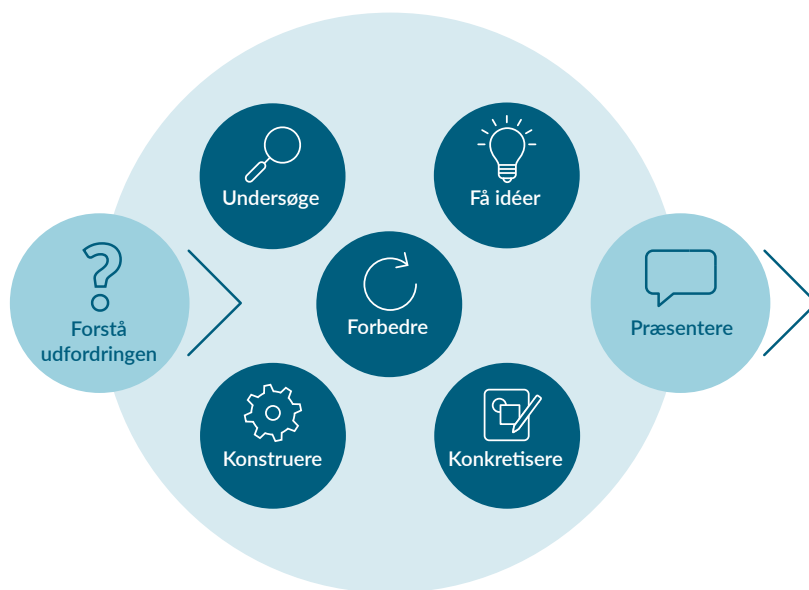 Undersøge
Få idéer
Forstå
udfordringen
Forbedre
Præsentere
Konstruere
Konkretisere